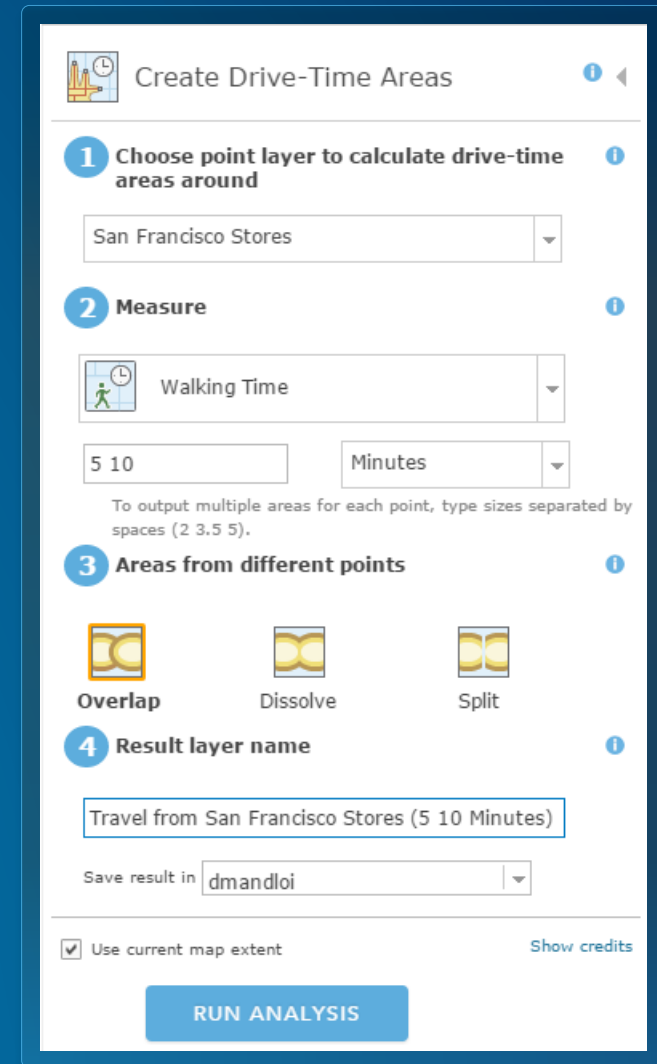 Create Drive-Time Areas
1 Choose point layer to calculate drive-time
areas around
San Francisco Stores
2 Measure
Walking Time
5 10 Minutes
To output multiple areas for each point, type sizes separated by
spaces (2 3.5 5).
3 Areas from different points
Overlap Dissolve Split
4 Result layer name
Travel from San Francisco Stores (5 10 Minutes)
Save result in dmandloi
Use current map extent Show credits
RUN ANALYSIS